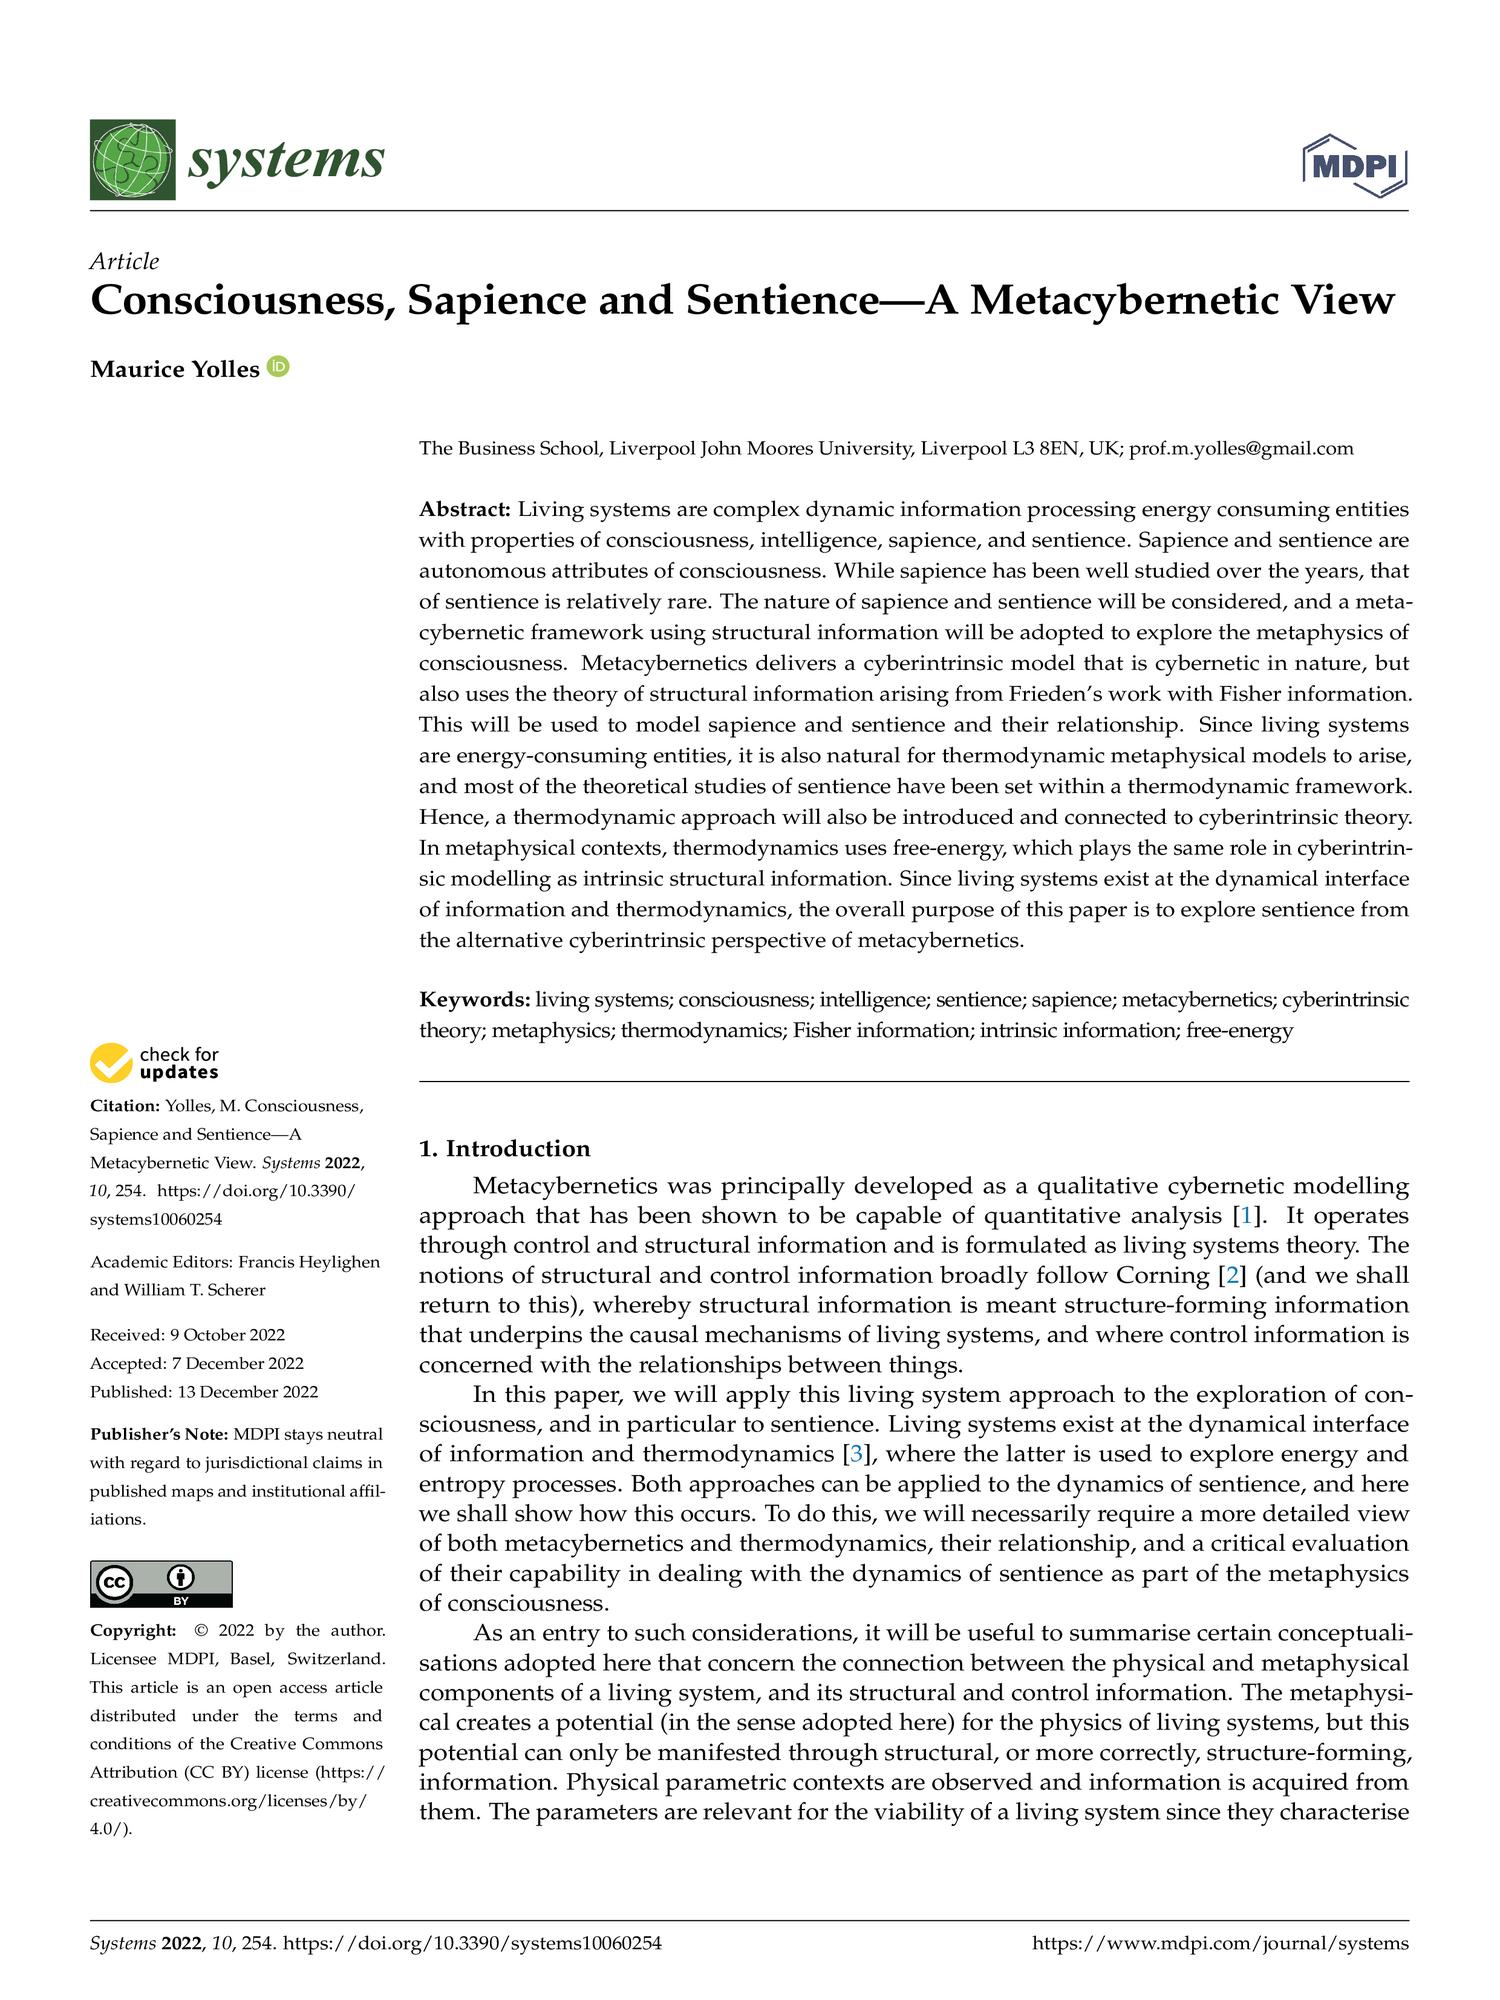 systems
MDPI
Article
Consciousness, Sapience and Sentience—A Metacybernetic View
Maurice Yolles iD
The Business School, Liverpool John Moores University, Liverpool L3 8EN, UK; prof.m.yolles@gmail.com
Abstract: Living systems are complex dynamic information processing energy consuming entities
with properties of consciousness, intelligence, sapience, and sentience. Sapience and sentience are
autonomous attributes of consciousness. While sapience has been well studied over the years, that
of sentience is relatively rare. The nature of sapience and sentience will be considered, and a meta-
cybernetic framework using structural information will be adopted to explore the metaphysics of
consciousness. Metacybernetics delivers a cyberintrinsic model that is cybernetic in nature, but
also uses the theory of structural information arising from Frieden's work with Fisher information.
This will be used to model sapience and sentience and their relationship. Since living systems
are energy-consuming entities, it is also natural for thermodynamic metaphysical models to arise,
and most of the theoretical studies of sentience have been set within a thermodynamic framework.
Hence, a thermodynamic approach will also be introduced and connected to cyberintrinsic theory.
In metaphysical contexts, thermodynamics uses free-energy, which plays the same role in cyberintrin-
sic modelling as intrinsic structural information. Since living systems exist at the dynamical interface
of information and thermodynamics, the overall purpose of this paper is to explore sentience from
the alternative cyberintrinsic perspective of metacybernetics.
Keywords: living systems; consciousness; intelligence; sentience; sapience; metacybernetics; cyberintrinsic
theory; metaphysics; thermodynamics; Fisher information; intrinsic information; free-energy
check for
updates
Citation: Yolles, M. Consciousness,
Sapience and Sentience—A
Metacybernetic View. Systems 2022,
10, 254. https://doi.org/10.3390/
systems10060254
Academic Editors: Francis Heylighen
and William T. Scherer
Received: 9 October 2022
Accepted: 7 December 2022
Published: 13 December 2022
Publisher's Note: MDPI stays neutral
with regard to jurisdictional claims in
published maps and institutional affil-
iations.
cc
BY
Copyright: © 2022 by the author.
Licensee MDPI, Basel, Switzerland.
This article is an open access article
distributed under the terms and
conditions of the Creative Commons
Attribution (CC BY) license (https://
creativecommons.org/licenses/by/
4.0/).
1. Introduction
Metacybernetics was principally developed as a qualitative cybernetic modelling
approach that has been shown to be capable of quantitative analysis [1]. It operates
through control and structural information and is formulated as living systems theory. The
notions of structural and control information broadly follow Corning [2] (and we shall
return to this), whereby structural information is meant structure-forming information
that underpins the causal mechanisms of living systems, and where control information is
concerned with the relationships between things.
In this paper, we will apply this living system approach to the exploration of con-
sciousness, and in particular to sentience. Living systems exist at the dynamical interface
of information and thermodynamics [3], where the latter is used to explore energy and
entropy processes. Both approaches can be applied to the dynamics of sentience, and here
we shall show how this occurs. To do this, we will necessarily require a more detailed view
of both metacybernetics and thermodynamics, their relationship, and a critical evaluation
of their capability in dealing with the dynamics of sentience as part of the metaphysics
of consciousness.
As an entry to such considerations, it will be useful to summarise certain conceptuali-
sations adopted here that concern the connection between the physical and metaphysical
components of a living system, and its structural and control information. The metaphysi-
cal creates a potential (in the sense adopted here) for the physics of living systems, but this
potential can only be manifested through structural, or more correctly, structure-forming,
information. Physical parametric contexts are observed and information is acquired from
them. The parameters are relevant for the viability of a living system since they characterise
Systems 2022, 10, 254. https://doi.org/10.3390/systems10060254
https://www.mdpi.com/journal/systems